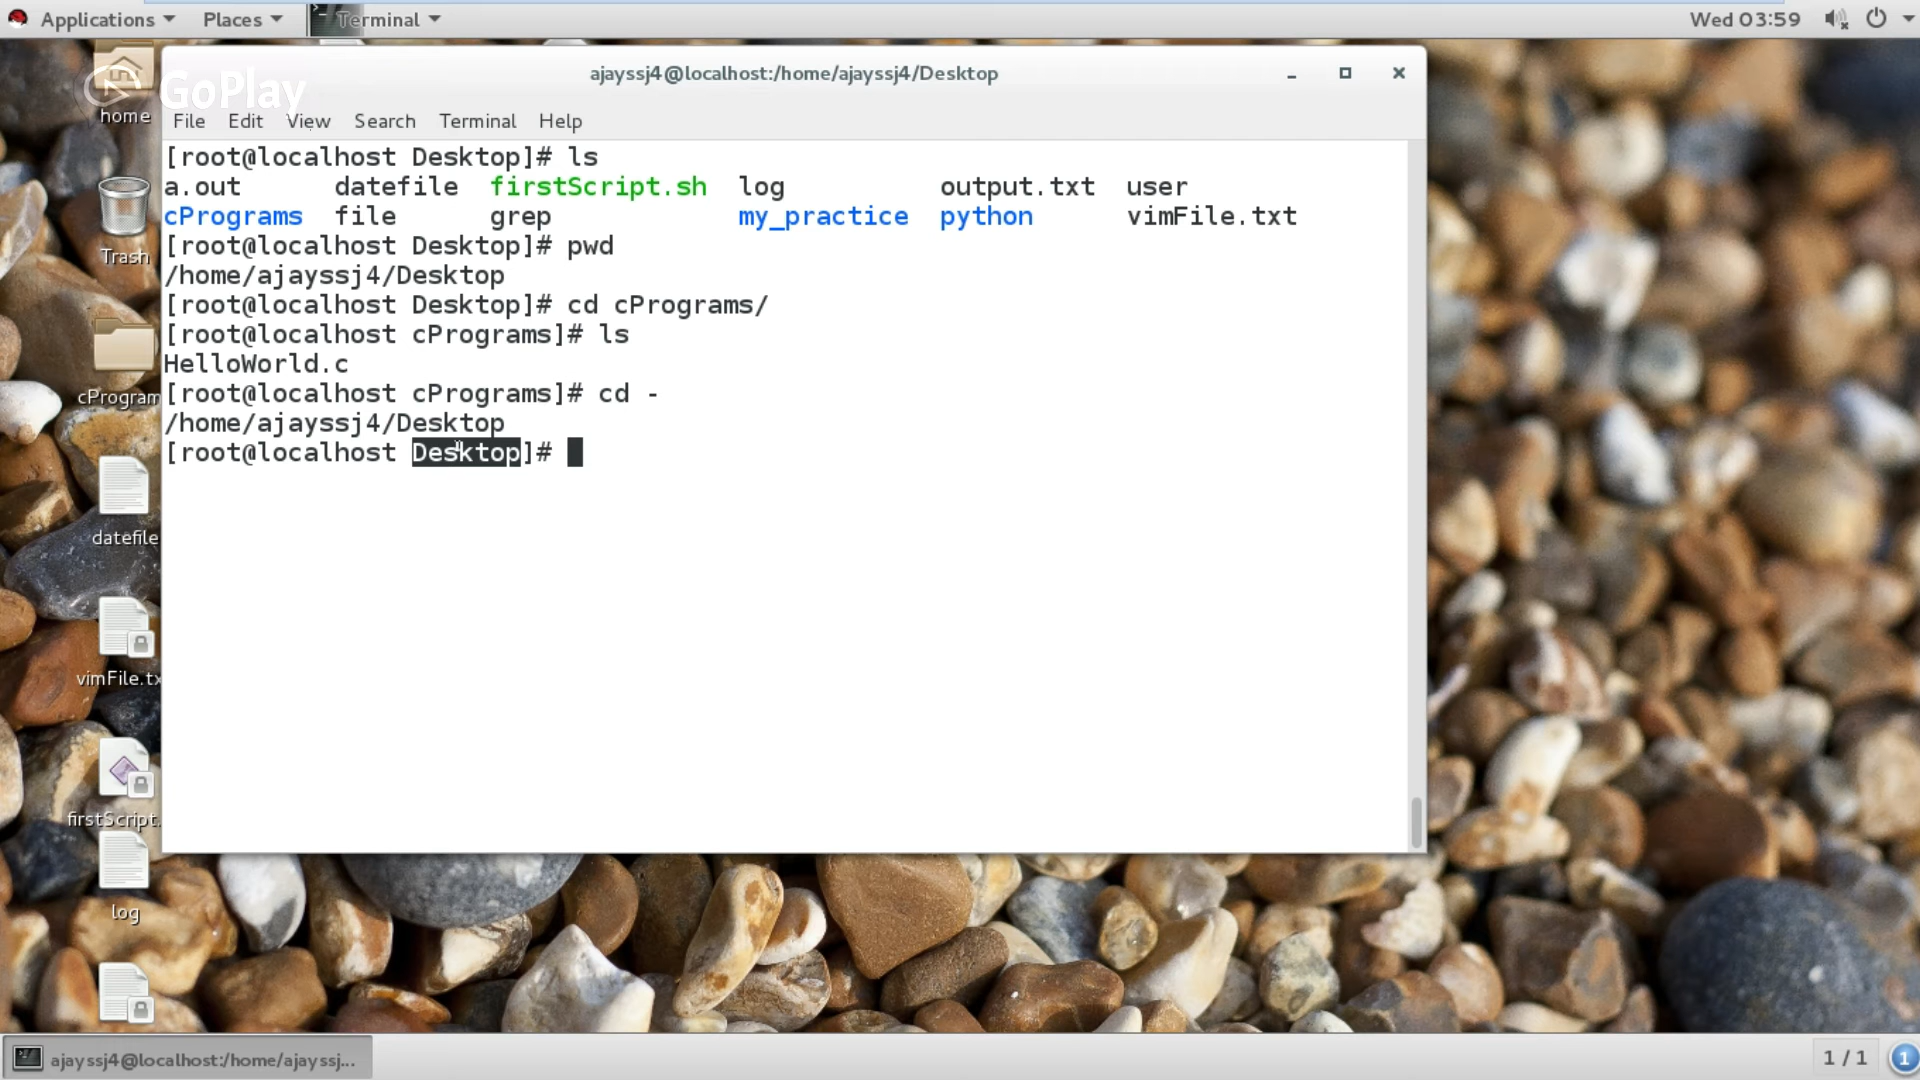 Applications Places Terminal Wed 03:59
ajayssj4@localhost:/home/ajayssj4/Desktop
GoPlay
File Edit View Search Terminal Help
[root@localhost Desktop]# ls
a.out datefile firstScript.sh log output.txt user
cPrograms file grep my_practice python vimFile.txt
[root@localhost Desktop]# pwd
/home/ajayssj4/Desktop
[root@localhost Desktop]# cd cPrograms/
[root@localhost cPrograms]# ls
HelloWorld.c
[root@localhost cPrograms]# cd -
/home/ajayssj4/Desktop
[root@localhost Desktop]#
home
Trash
cProgram
datefile
vimFile.tx
firstScript.
log
ajayssj4@localhost:/home/ajayssj... 1 / 1 1